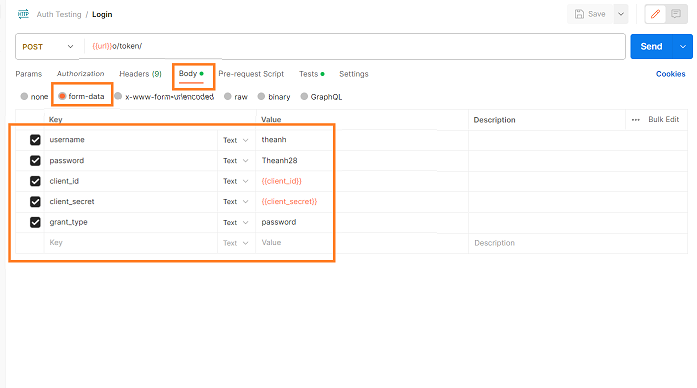 HTTP Auth Testing / Login Save
POST {{url}}o/token/ Send
Params Authorization Headers (9) Body Pre-request Script Tests Settings Cookies
none form-data x-www-form-urlencoded raw binary GraphQL
Key Value Description ••• Bulk Edit
username Text theanh
password Text Theanh28
client_id Text {{client_id}}
client_secret Text {{client_secret}}
grant_type Text password
Key Text Value Description